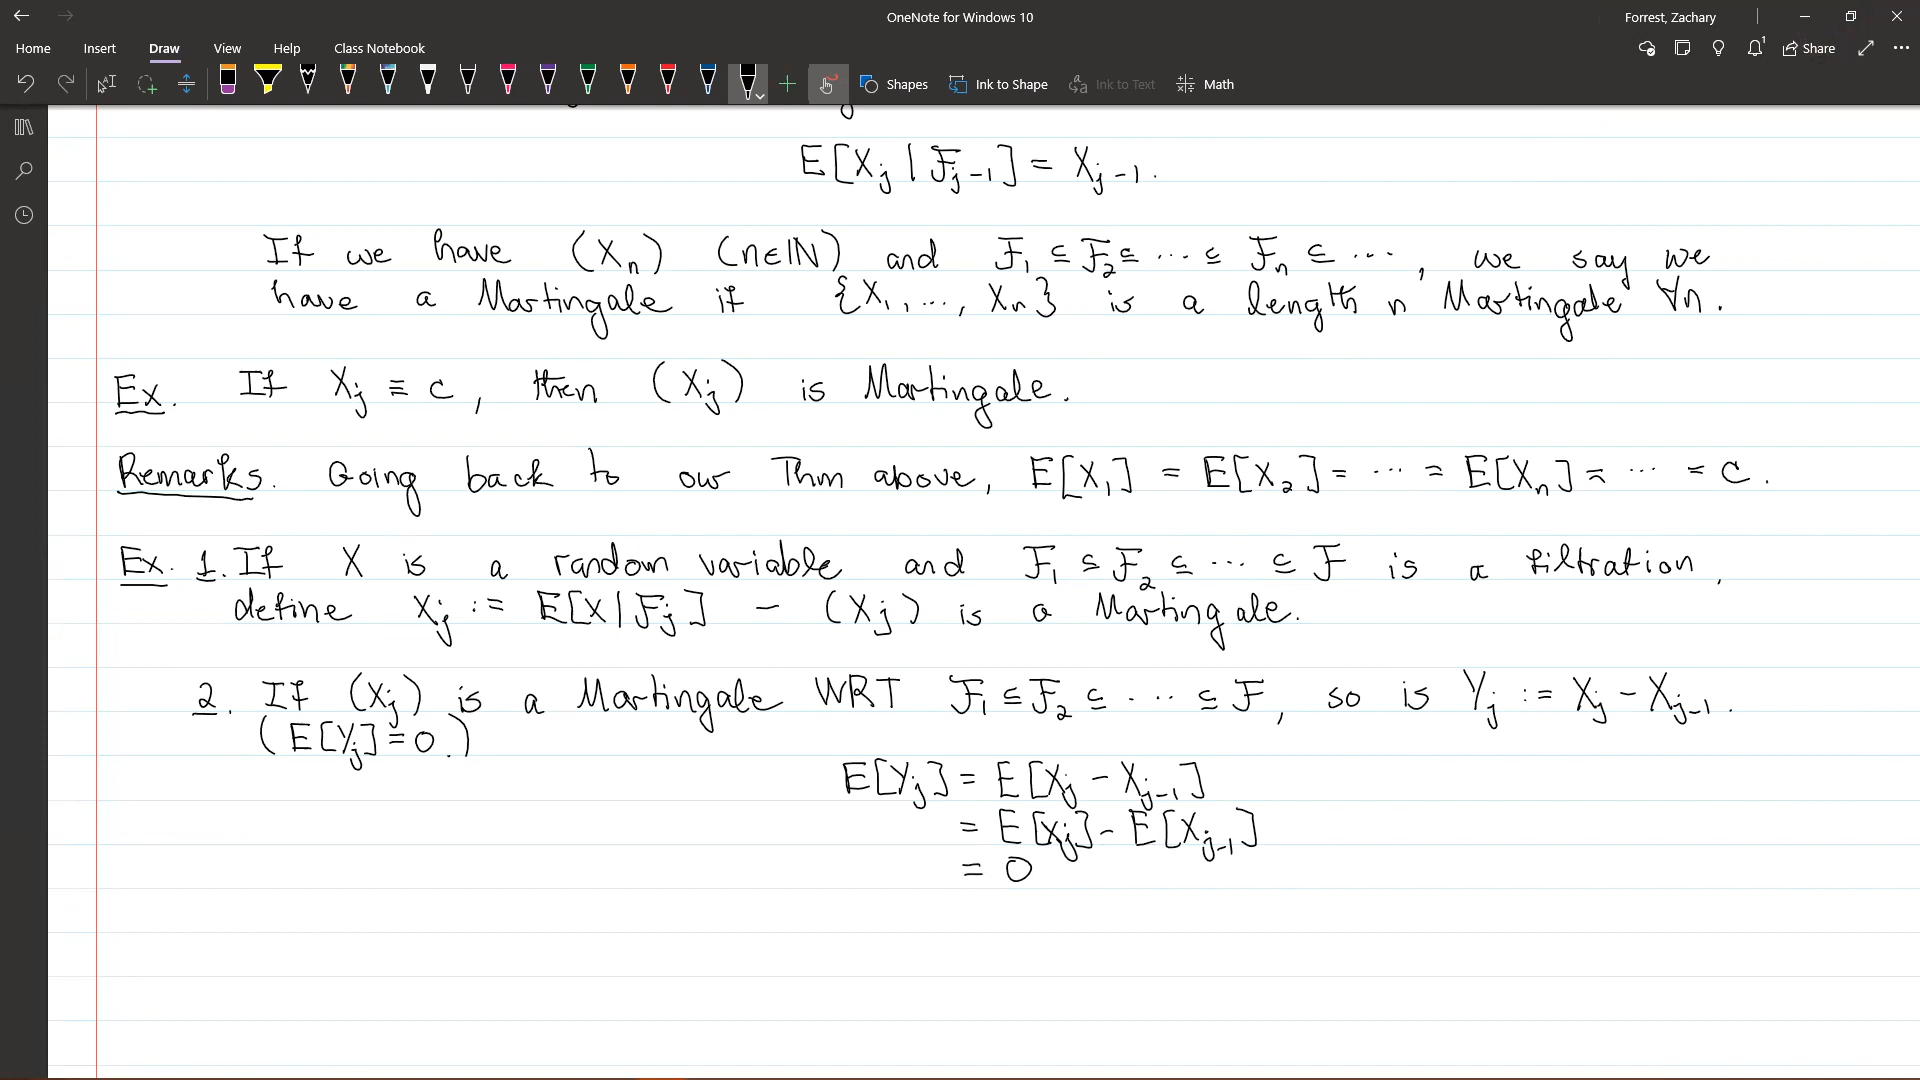 OneNote for Windows 10
Forrest, Zachary
Home Insert Draw View Help Class Notebook
Share
Shapes Ink to Shape Ink to Text Math
E[X_j | F_{j-1}] = X_{j-1}.
If we have (X_n) (n∈ℕ) and F_1 ⊆ F_2 ⊆ ... ⊆ F_n ⊆ ..., we say we
have a Martingale if {X_1, ..., X_n} is a length n Martingale ∀n.
Ex. If X_j ≡ c, then (X_j) is Martingale.
Remarks. Going back to our Thm above, E[X_1] = E[X_2] = ... = E[X_n] = ... = c.
Ex. 1. If X is a random variable and F_1 ⊆ F_2 ⊆ ... ⊆ F is a filtration,
define X_j := E[X | F_j] - (X_j) is a Martingale.
2. If (X_j) is a Martingale WRT F_1 ⊆ F_2 ⊆ ... ⊆ F, so is Y_j := X_j - X_{j-1}.
(E[Y_j] = 0.)
E[Y_j] = E[X_j - X_{j-1}]
= E[X_j] - E[X_{j-1}]
= 0